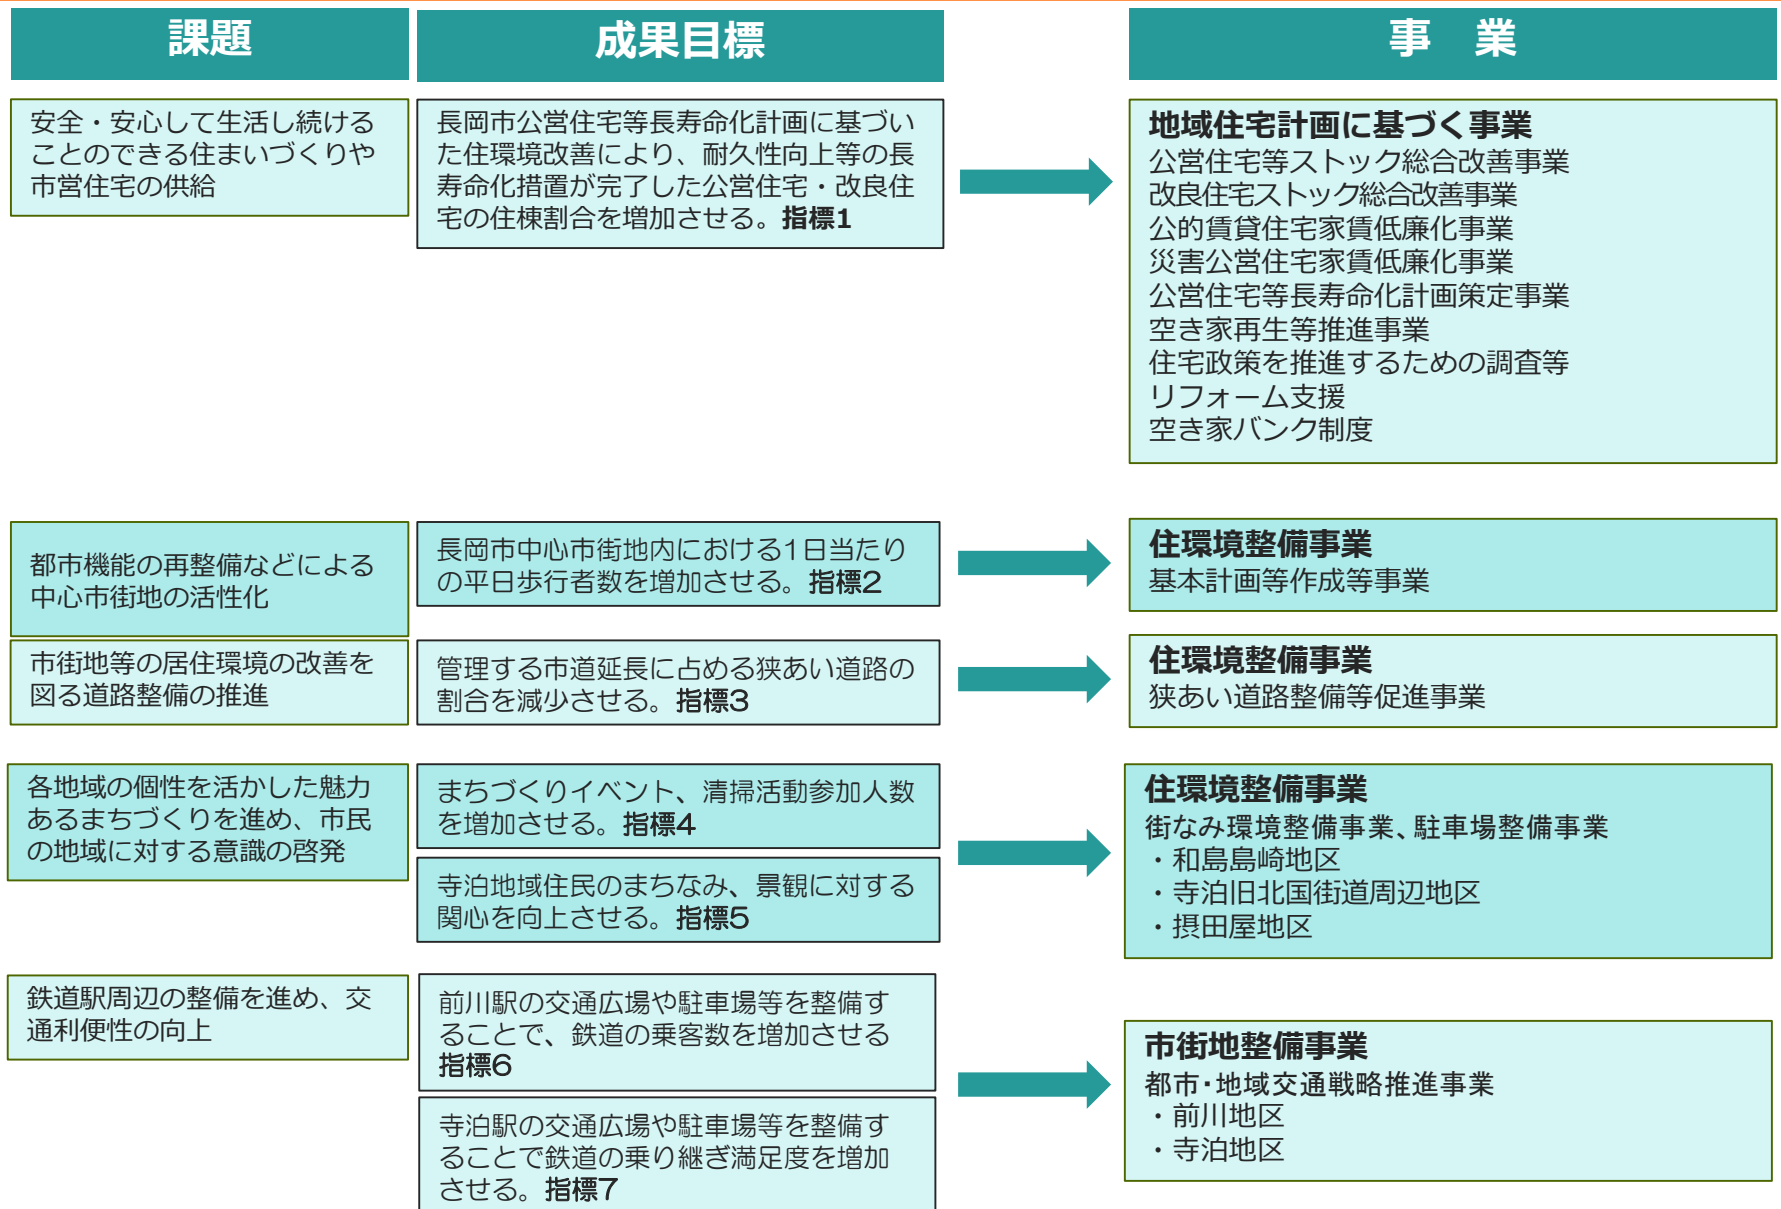 課題
成果目標
事　業
安全・安心して生活し続ける
ことのできる住まいづくりや
市営住宅の供給
長岡市公営住宅等長寿命化計画に基づい
た住環境改善により、耐久性向上等の長
寿命化措置が完了した公営住宅・改良住
宅の住棟割合を増加させる。指標1
地域住宅計画に基づく事業
公営住宅等ストック総合改善事業
改良住宅ストック総合改善事業
公的賃貸住宅家賃低廉化事業
災害公営住宅家賃低廉化事業
公営住宅等長寿命化計画策定事業
空き家再生等推進事業
住宅政策を推進するための調査等
リフォーム支援
空き家バンク制度
都市機能の再整備などによる
中心市街地の活性化
長岡市中心市街地内における1日当たり
の平日歩行者数を増加させる。指標2
住環境整備事業
基本計画等作成等事業
市街地等の居住環境の改善を
図る道路整備の推進
管理する市道延長に占める狭あい道路の
割合を減少させる。指標3
住環境整備事業
狭あい道路整備等促進事業
各地域の個性を活かした魅力
あるまちづくりを進め、市民
の地域に対する意識の啓発
まちづくりイベント、清掃活動参加人数
を増加させる。指標4
寺泊地域住民のまちなみ、景観に対する
関心を向上させる。指標5
住環境整備事業
街なみ環境整備事業、駐車場整備事業
・和島島崎地区
・寺泊旧北国街道周辺地区
・摂田屋地区
鉄道駅周辺の整備を進め、交
通利便性の向上
前川駅の交通広場や駐車場等を整備す
ることで、鉄道の乗客数を増加させる
指標6
寺泊駅の交通広場や駐車場等を整備す
ることで鉄道の乗り継ぎ満足度を増加
させる。指標7
市街地整備事業
都市・地域交通戦略推進事業
・前川地区
・寺泊地区